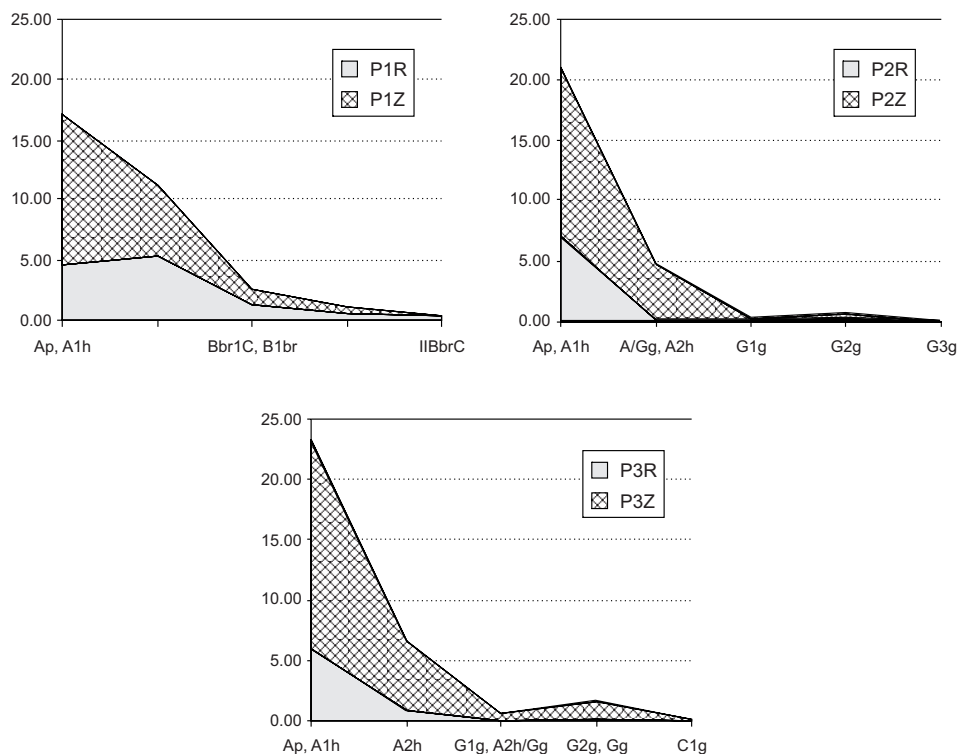 25.00
20.00
15.00
10.00
5.00
0.00
P1R
P1Z
Ap, A1h
Bbr1C, B1br
IIBbrC
25.00
20.00
15.00
10.00
5.00
0.00
P2R
P2Z
Ap, A1h
A/Gg, A2h
G1g
G2g
G3g
25.00
20.00
15.00
10.00
5.00
0.00
P3R
P3Z
Ap, A1h
A2h
G1g, A2h/Gg
G2g, Gg
C1g